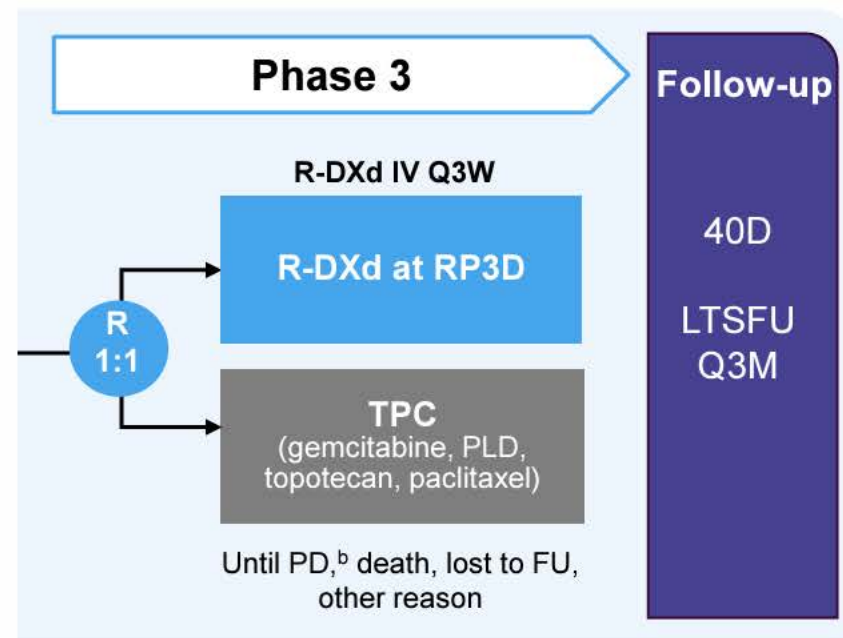 Phase 3
Follow-up
R-DXd IV Q3W
R-DXd at RP3D
R
1:1
TPC
(gemcitabine, PLD,
topotecan, paclitaxel)
Until PD,ᵇ death, lost to FU,
other reason
40D
LTSFU
Q3M